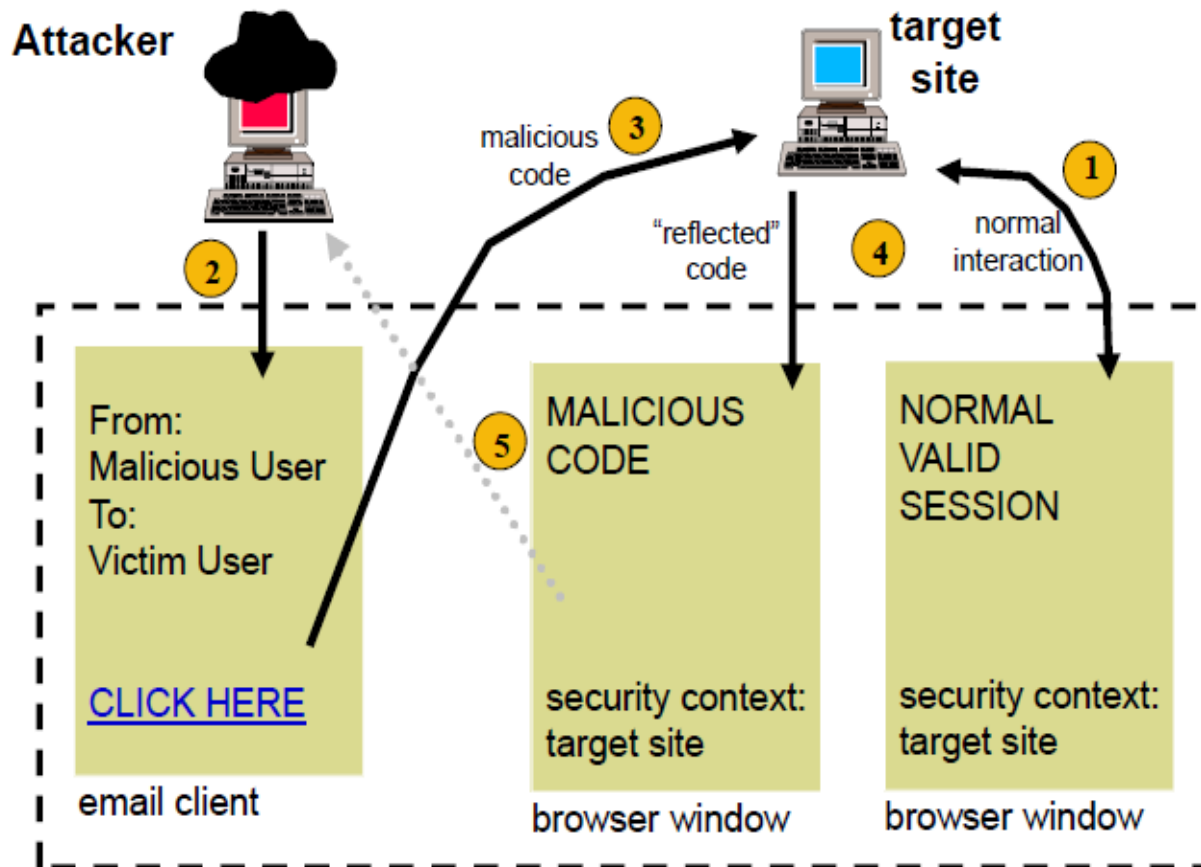 Attacker
target
site
malicious
code
3
1
"reflected"
code
4
normal
interaction
2
From:
Malicious User
To:
Victim User
CLICK HERE
email client
5
MALICIOUS
CODE
security context:
target site
browser window
NORMAL
VALID
SESSION
security context:
target site
browser window